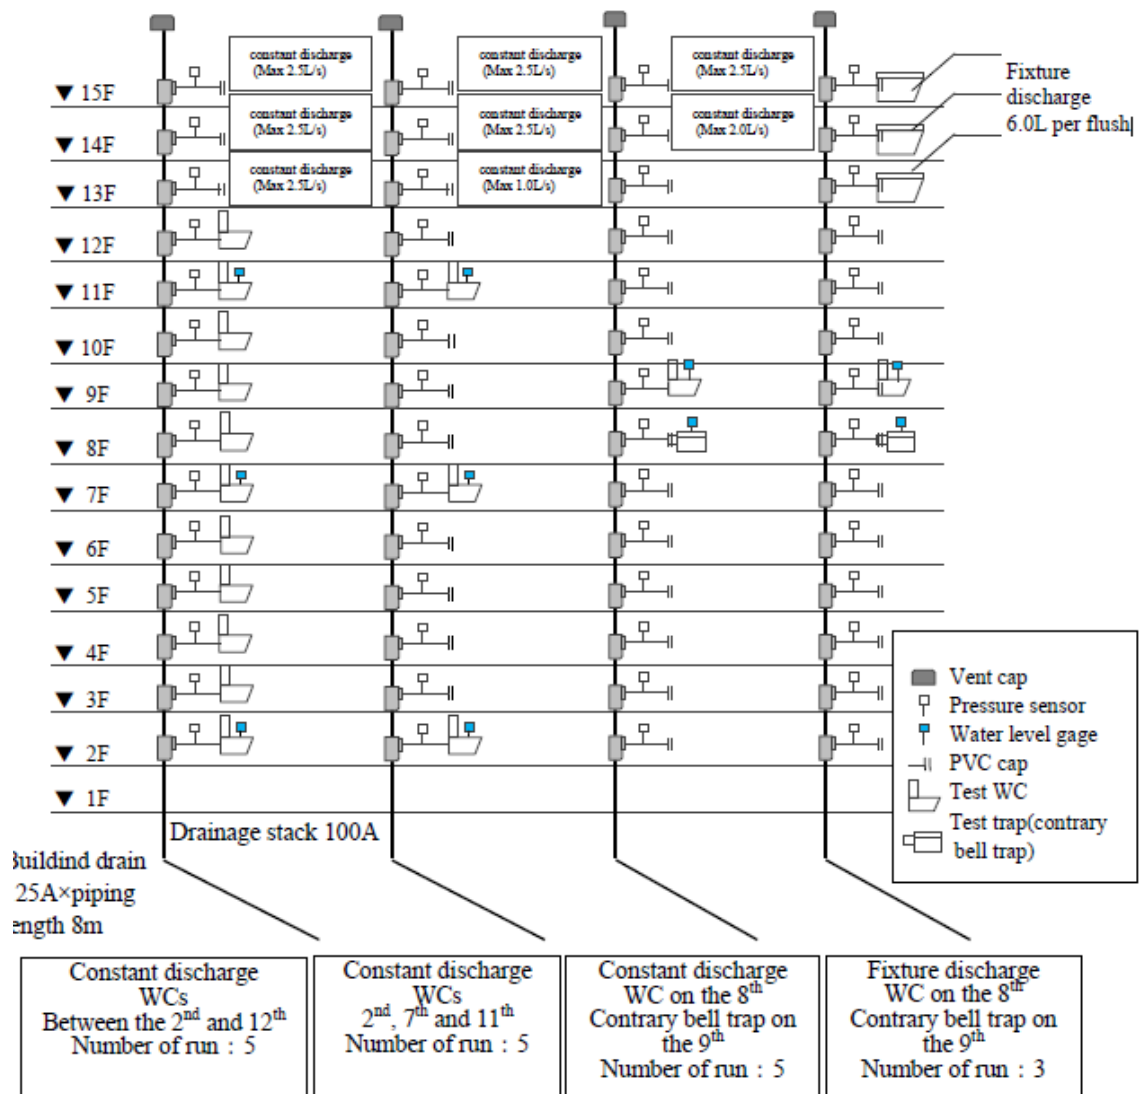 constant discharge
(Max 2.5L/s)
constant discharge
(Max 2.5L/s)
constant discharge
(Max 2.5L/s)
Fixture
discharge
6.0L per flush
▼ 15F
constant discharge
(Max 2.5L/s)
constant discharge
(Max 2.5L/s)
constant discharge
(Max 2.0L/s)
▼ 14F
constant discharge
(Max 2.5L/s)
constant discharge
(Max 1.0L/s)
▼ 13F
▼ 12F
▼ 11F
▼ 10F
▼ 9F
▼ 8F
▼ 7F
▼ 6F
▼ 5F
▼ 4F
▼ 3F
▼ 2F
▼ 1F
Vent cap
Pressure sensor
Water level gage
PVC cap
Test WC
Test trap(contrary
bell trap)
Drainage stack 100A
Buildind drain
25A×piping
ength 8m
Constant discharge
WCs
Between the 2nd and 12th
Number of run : 5
Constant discharge
WCs
2nd, 7th and 11th
Number of run : 5
Constant discharge
WC on the 8th
Contrary bell trap on
the 9th
Number of run : 5
Fixture discharge
WC on the 8th
Contrary bell trap on
the 9th
Number of run : 3